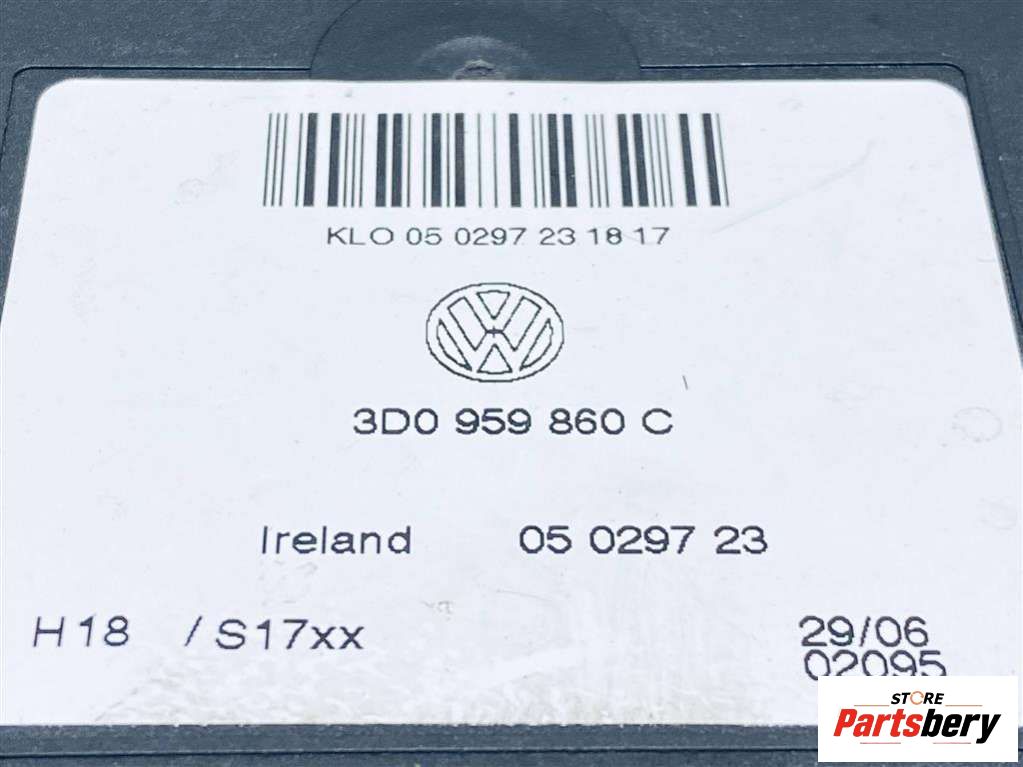 KLO 05 0297 23 18 17
3D0 959 860 C
Ireland 05 0297 23
H18 / S17xx 29/06
02095
STORE
Partsbery